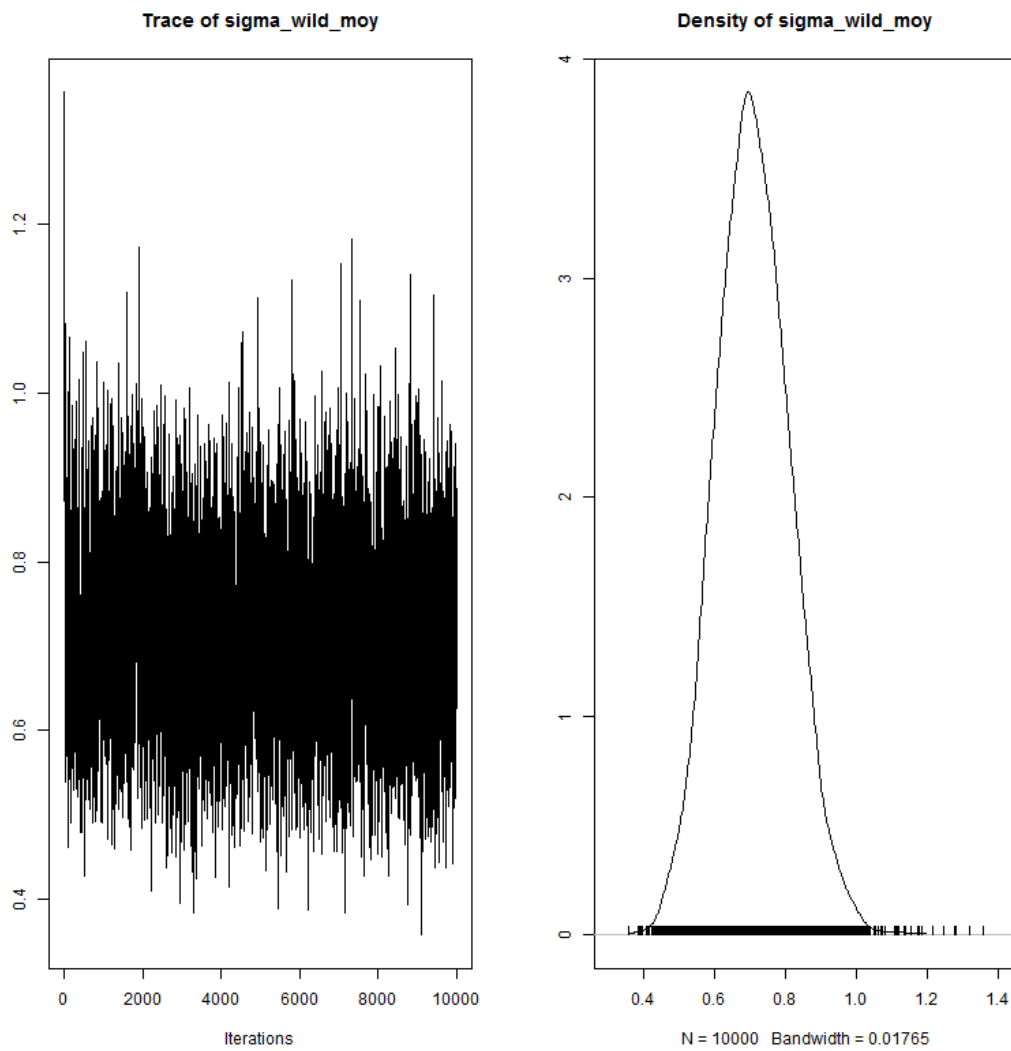 Trace of sigma_wild_moy
1.2
1.0
0.8
0.6
0.4
0 2000 4000 6000 8000 10000
Iterations
Density of sigma_wild_moy
4
3
2
1
0
0.4 0.6 0.8 1.0 1.2 1.4
N = 10000 Bandwidth = 0.01765